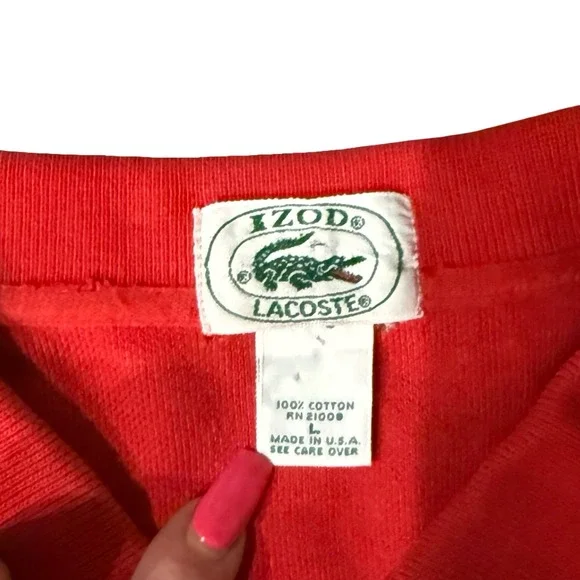 IZOD®
®
LACOSTE®
100% COTTON
RN 21009
L
MADE IN U.S.A.
SEE CARE OVER